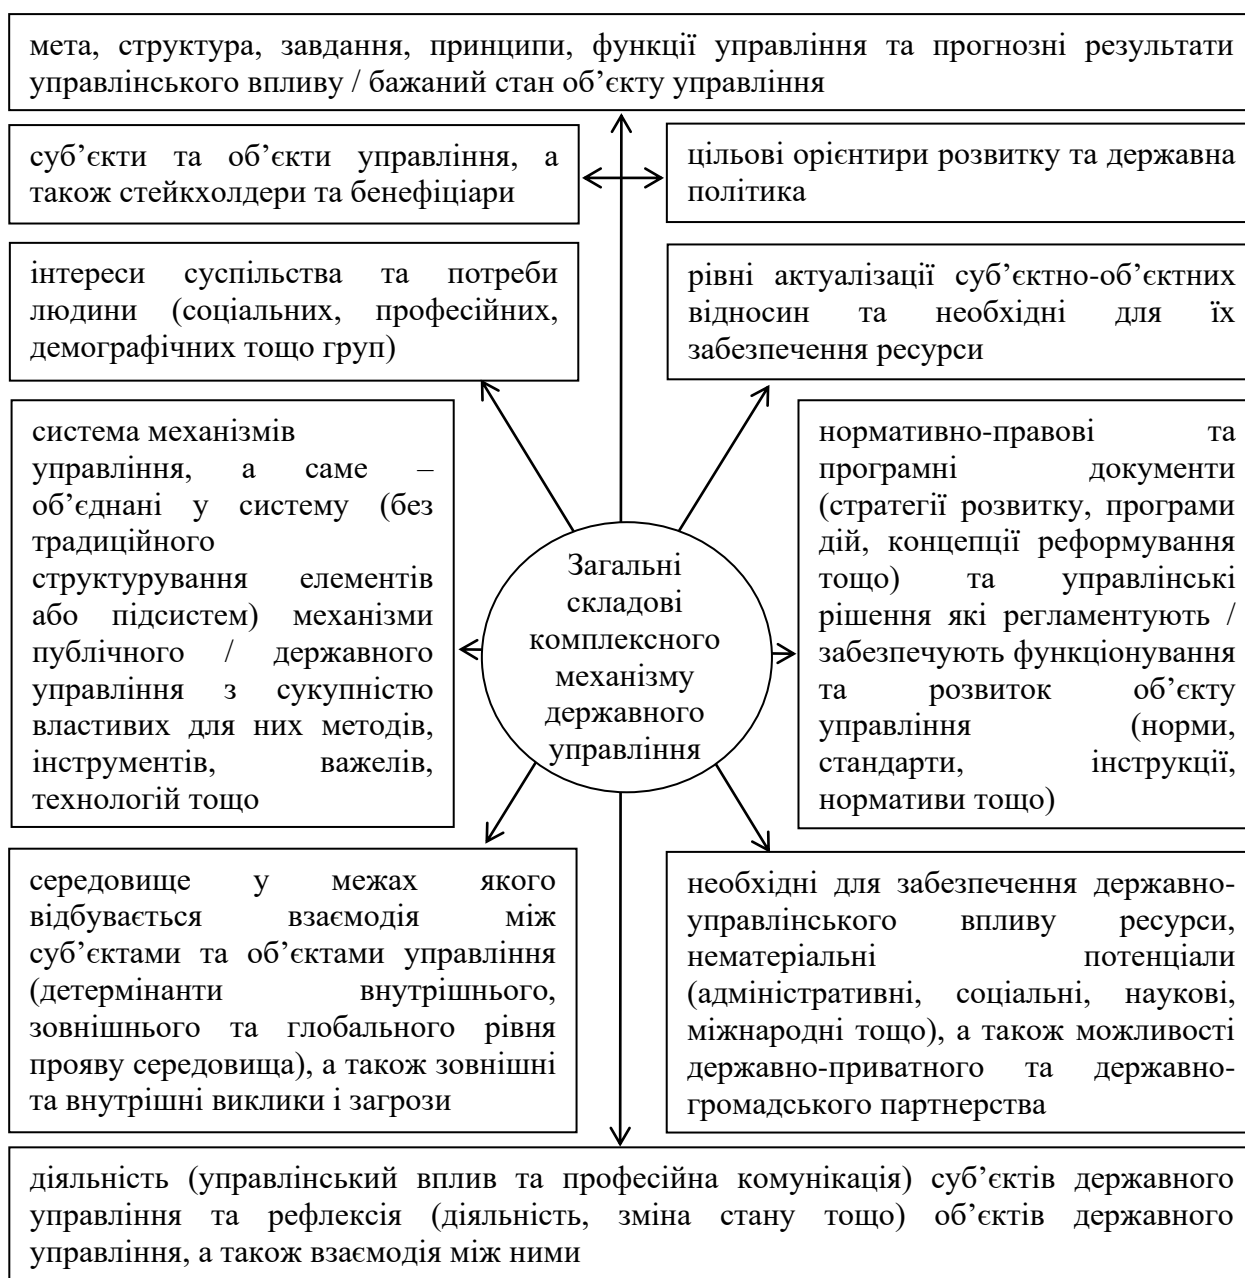 мета, структура, завдання, принципи, функції управління та прогнозні результати
управлінського впливу / бажаний стан об’єкту управління
суб’єкти та об’єкти управління, а
також стейкхолдери та бенефіціари
цільові орієнтири розвитку та державна
політика
інтереси суспільства та потреби
людини (соціальних, професійних,
демографічних тощо груп)
рівні актуалізації суб’єктно-об’єктних
відносин та необхідні для їх
забезпечення ресурси
система механізмів
управління, а саме –
об’єднані у систему (без
традиційного
структурування елементів
або підсистем) механізми
публічного / державного
управління з сукупністю
властивих для них методів,
інструментів, важелів,
технологій тощо
Загальні
складові
комплексного
механізму
державного
управління
нормативно-правові та
програмні документи
(стратегії розвитку, програми
дій, концепції реформування
тощо) та управлінські
рішення які регламентують /
забезпечують функціонування
та розвиток об’єкту
управління (норми,
стандарти, інструкції,
нормативи тощо)
середовище у межах якого
відбувається взаємодія між
суб’єктами та об’єктами управління
(детермінанти внутрішнього,
зовнішнього та глобального рівня
прояву середовища), а також зовнішні
та внутрішні виклики і загрози
необхідні для забезпечення державно-
управлінського впливу ресурси,
нематеріальні потенціали
(адміністративні, соціальні, наукові,
міжнародні тощо), а також можливості
державно-приватного та державно-
громадського партнерства
діяльність (управлінський вплив та професійна комунікація) суб’єктів державного
управління та рефлексія (діяльність, зміна стану тощо) об’єктів державного
управління, а також взаємодія між ними